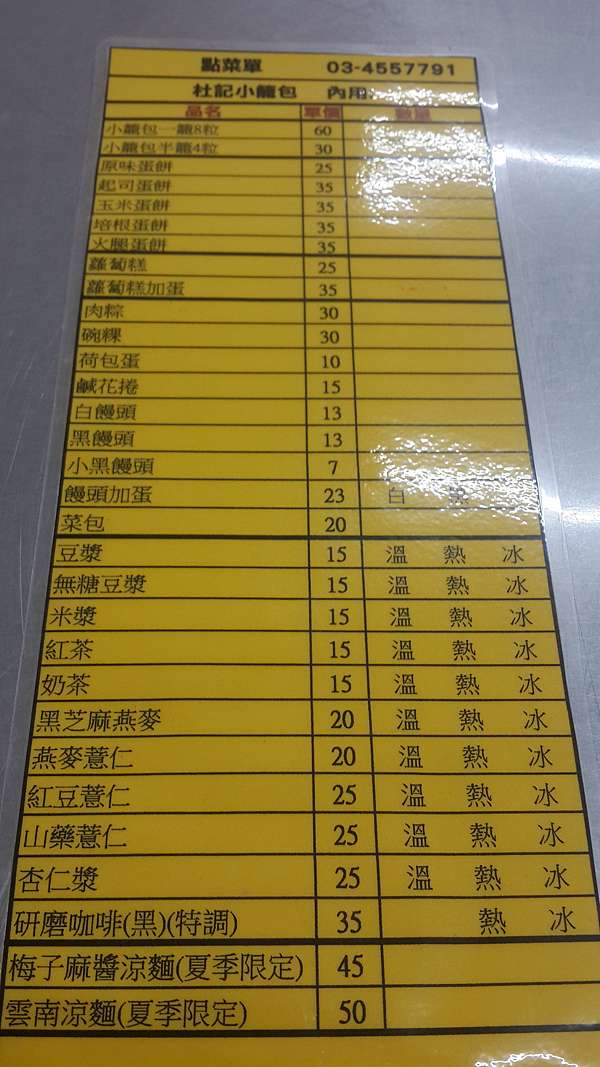 點菜單 03-4557791
杜記小籠包 內用
品名 單價 數量
小籠包一籠8粒 60
小籠包半籠4粒 30
原味蛋餅 25
起司蛋餅 35
玉米蛋餅 35
培根蛋餅 35
火腿蛋餅 35
蘿蔔糕 25
蘿蔔糕加蛋 35
肉粽 30
碗粿 30
荷包蛋 10
鹹花捲 15
白饅頭 13
黑饅頭 13
小黑饅頭 7
饅頭加蛋 23 白 黑
菜包 20
豆漿 15 溫 熱 冰
無糖豆漿 15 溫 熱 冰
米漿 15 溫 熱 冰
紅茶 15 溫 熱 冰
奶茶 15 溫 熱 冰
黑芝麻燕麥 20 溫 熱 冰
燕麥薏仁 20 溫 熱 冰
紅豆薏仁 25 溫 熱 冰
山藥薏仁 25 溫 熱 冰
杏仁漿 25 溫 熱 冰
研磨咖啡(黑)(特調) 35 熱 冰
梅子麻醬涼麵(夏季限定) 45
雲南涼麵(夏季限定) 50